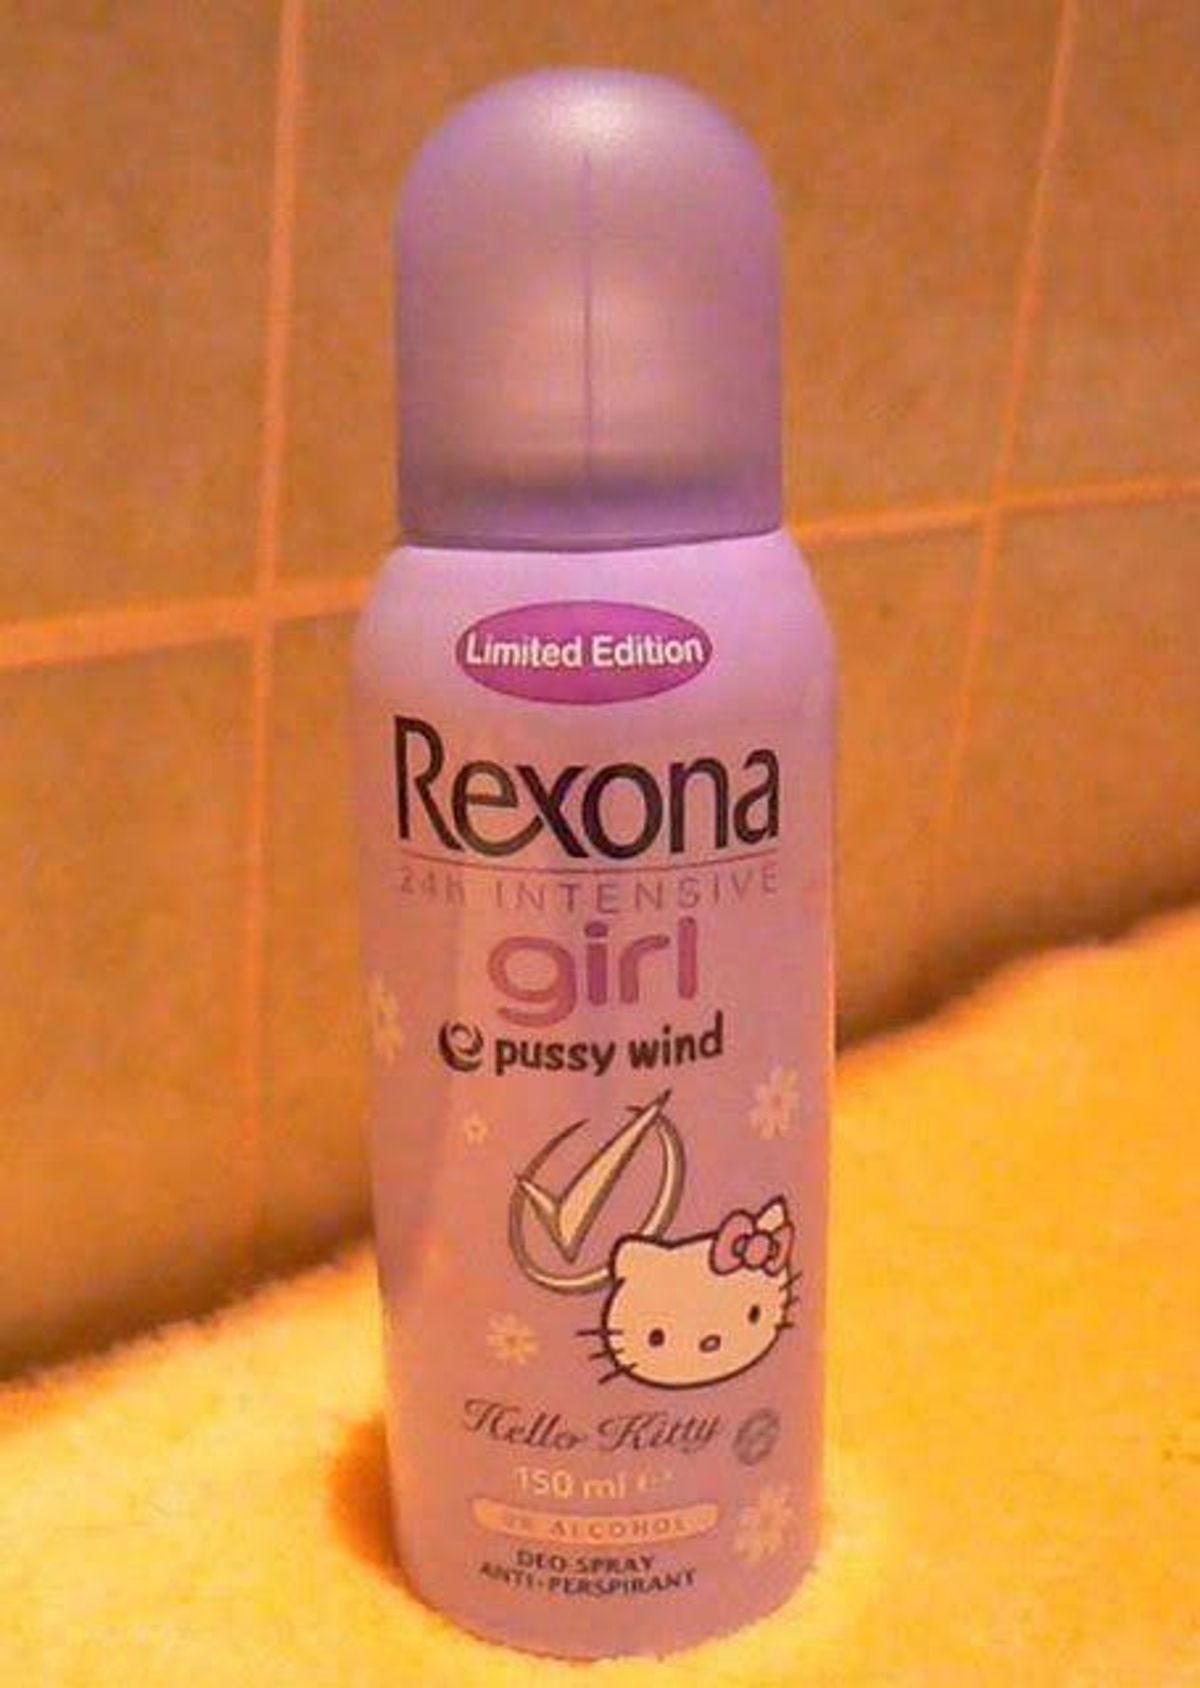 Limited Edition
Rexona
24h INTENSIVE
girl
pussy wind
Hello Kitty
150 ml e
0% ALCOHOL
DEO SPRAY
ANTI-PERSPIRANT